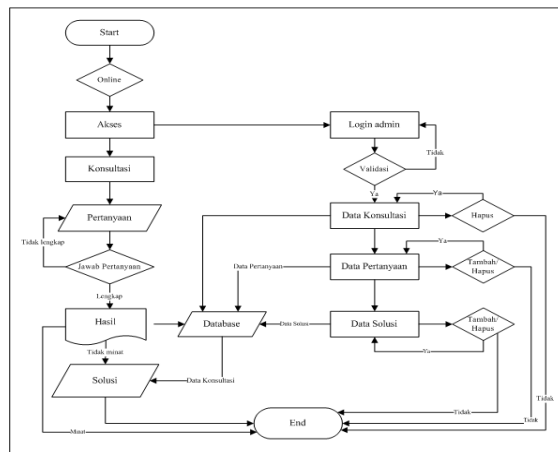 Start
Online
Akses
Login admin
Tidak
Konsultasi
Validasi
Ya
Ya
Pertanyaan
Data Konsultasi
Hapus
Tidak lengkap
Ya
Jawab Pertanyaan
Data Pertanyaan
Data Pertanyaan
Tambah/
Hapus
Lengkap
Hasil
Database
Data Solusi
Data Solusi
Tambah/
Hapus
Tidak minat
Ya
Solusi
Data Konsultasi
Tidak
Tidak
Tidak
End
Minat